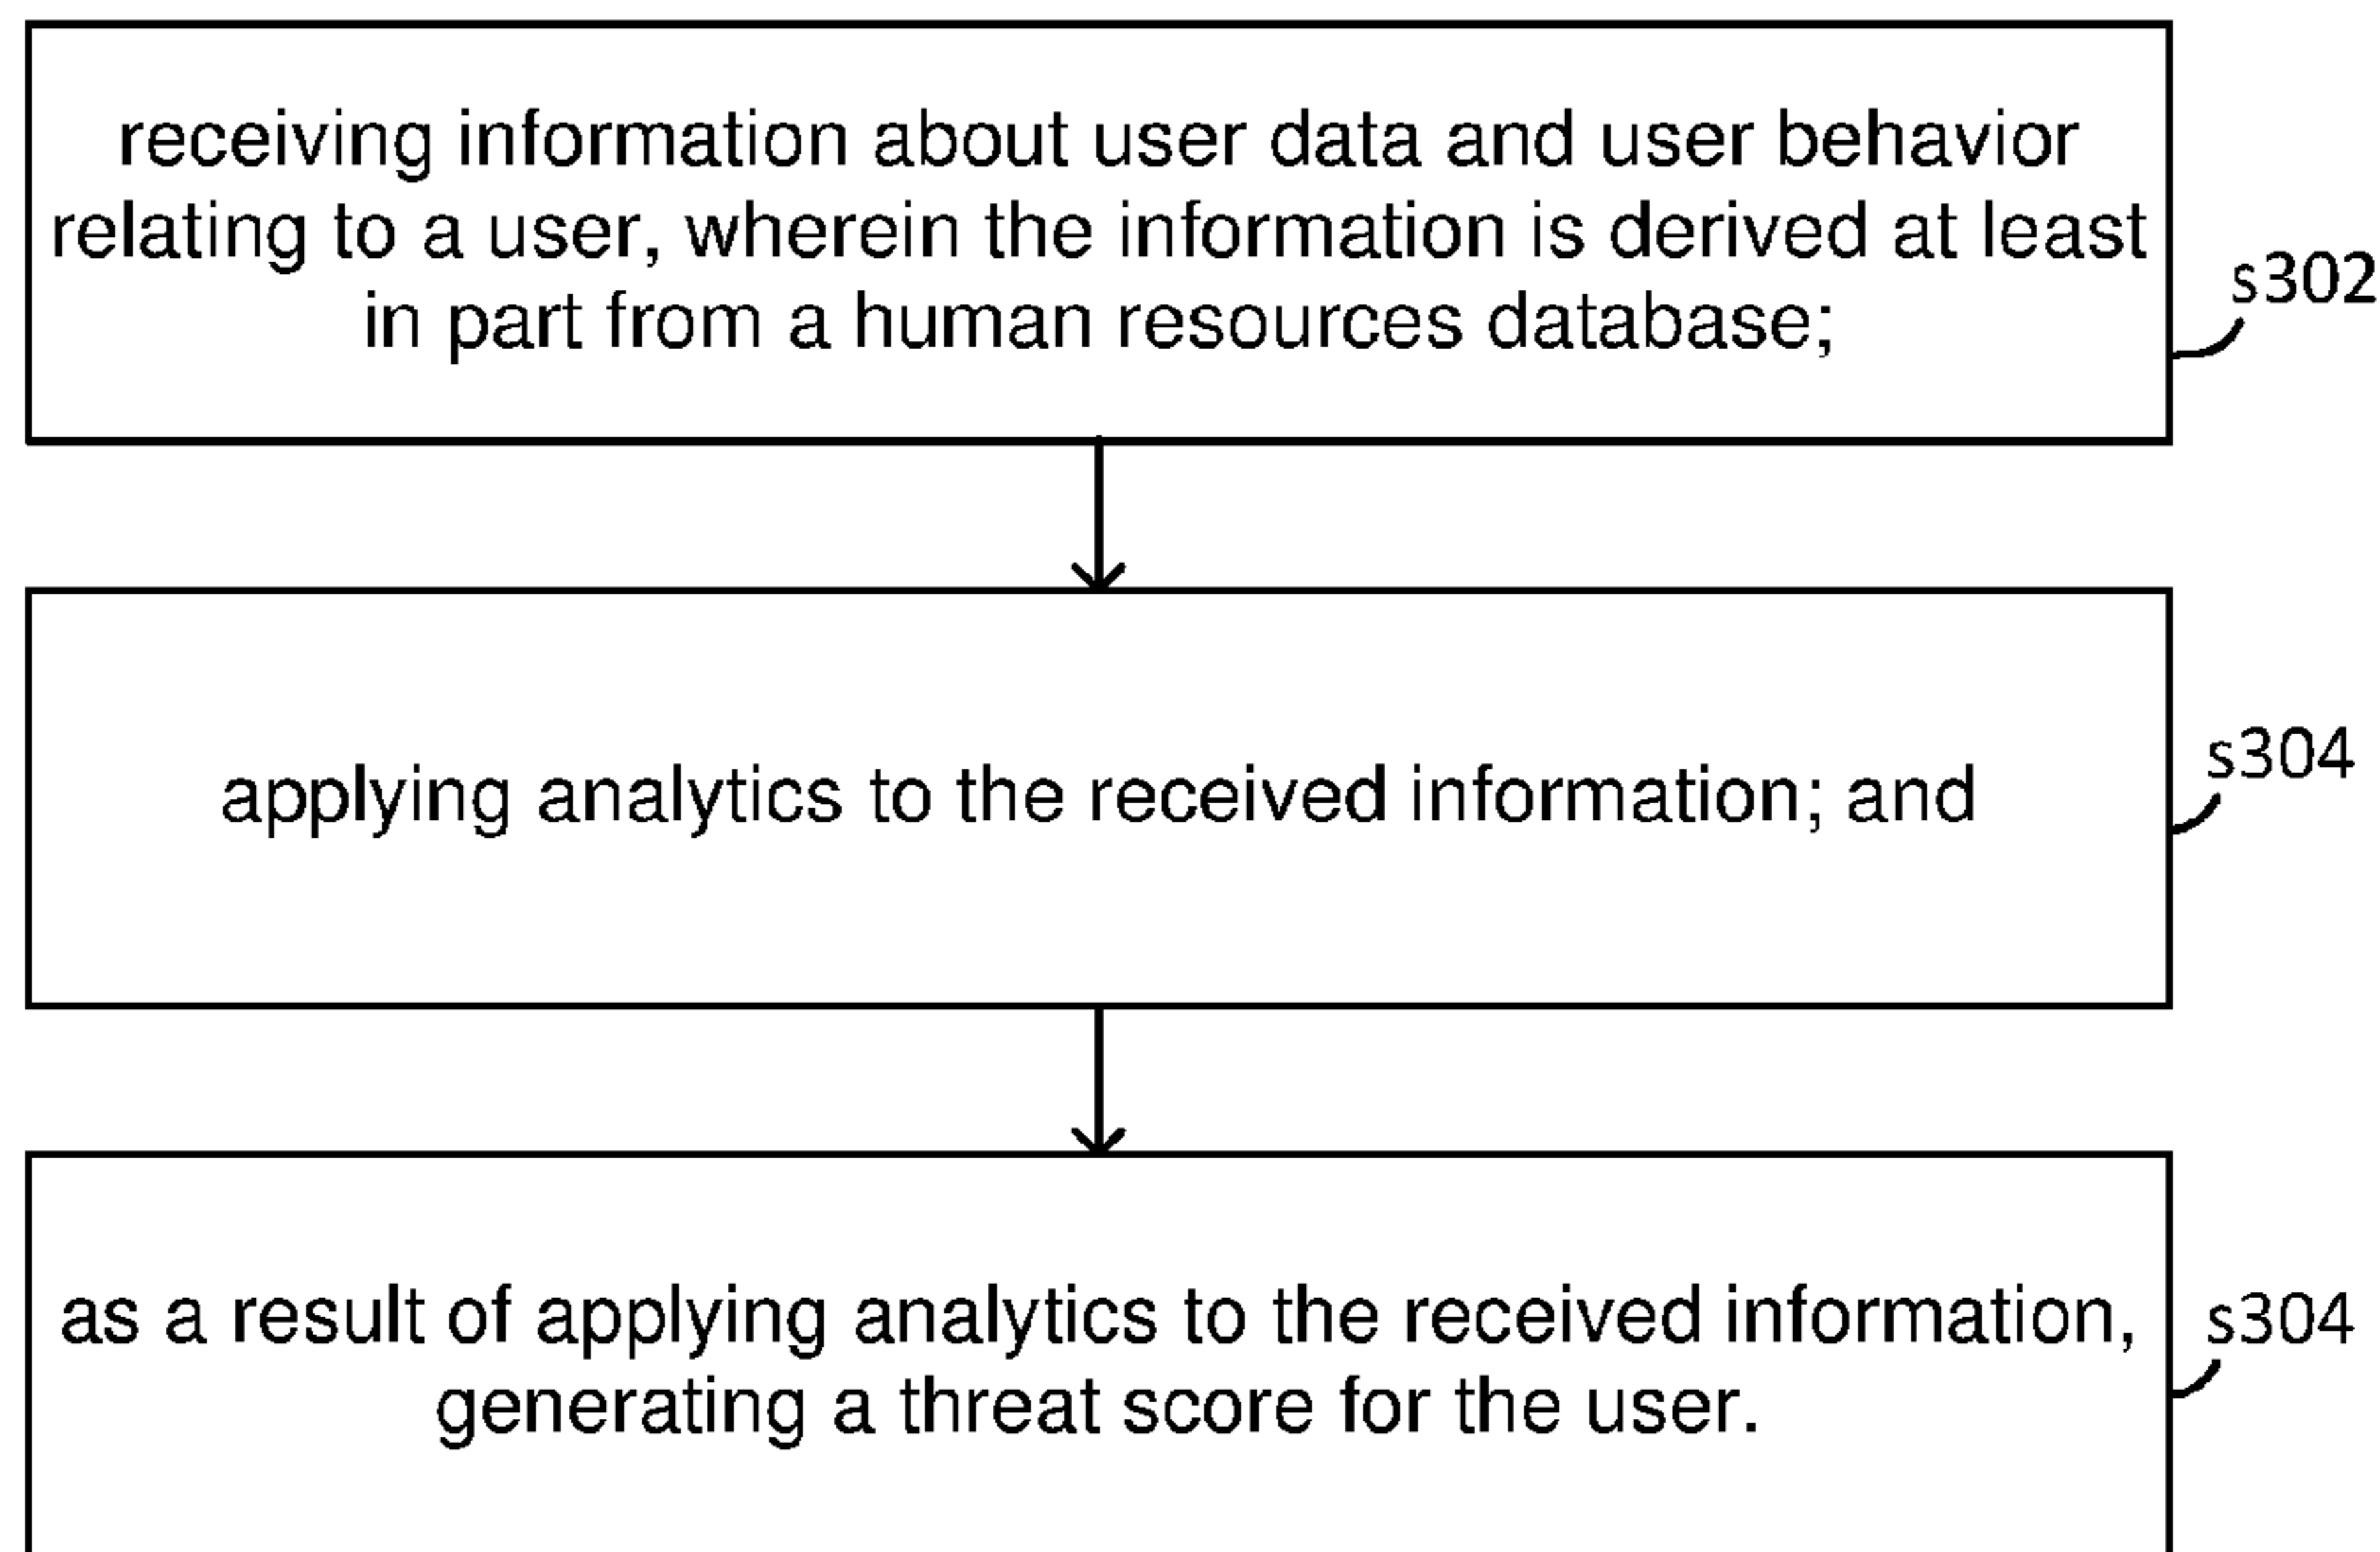 receiving information about user data and user behavior
relating to a user, wherein the information is derived at least
in part from a human resources database;
s302
applying analytics to the received information; and
s304
as a result of applying analytics to the received information,
generating a threat score for the user.
s304